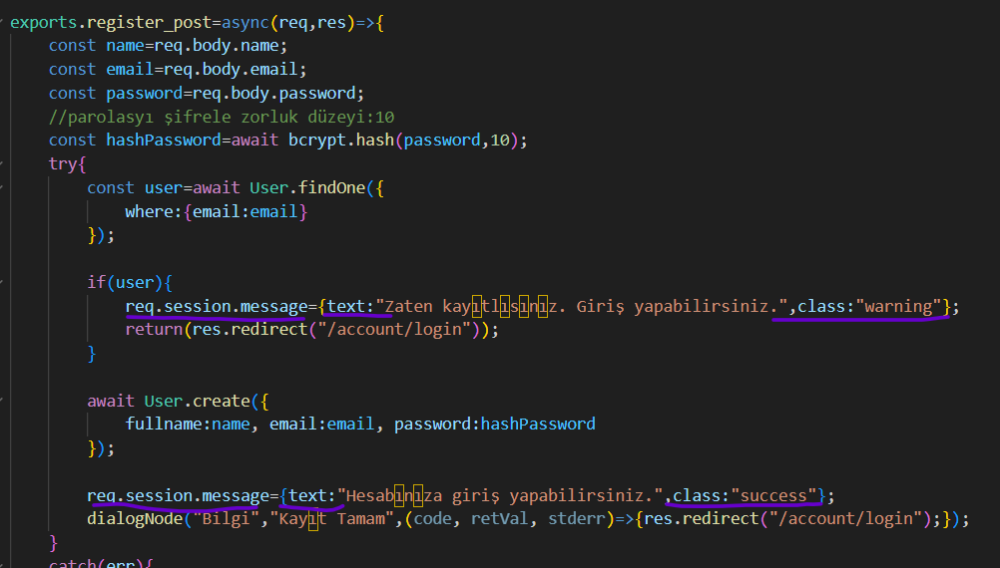 exports.register_post=async(req,res)=>{
const name=req.body.name;
const email=req.body.email;
const password=req.body.password;
//parolasyı şifrele zorluk düzeyi:10
const hashPassword=await bcrypt.hash(password,10);
try{
const user=await User.findOne({
where:{email:email}
});
if(user){
req.session.message={text:"Zaten kayıtlısınız. Giriş yapabilirsiniz.",class:"warning"};
return(res.redirect("/account/login"));
}
await User.create({
fullname:name, email:email, password:hashPassword
});
req.session.message={text:"Hesabınıza giriş yapabilirsiniz.",class:"success"};
dialogNode("Bilgi","Kayıt Tamam",(code, retVal, stderr)=>{res.redirect("/account/login");});
}
catch(err){